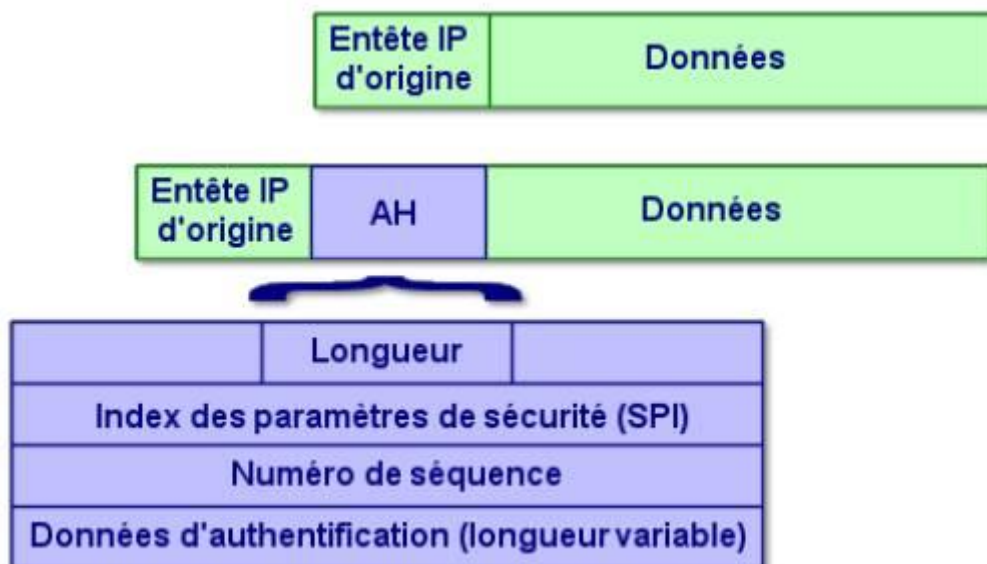 Entête IP
d'origine
Données
Entête IP
d'origine
AH
Données
Longueur
Index des paramètres de sécurité (SPI)
Numéro de séquence
Données d'authentification (longueur variable)